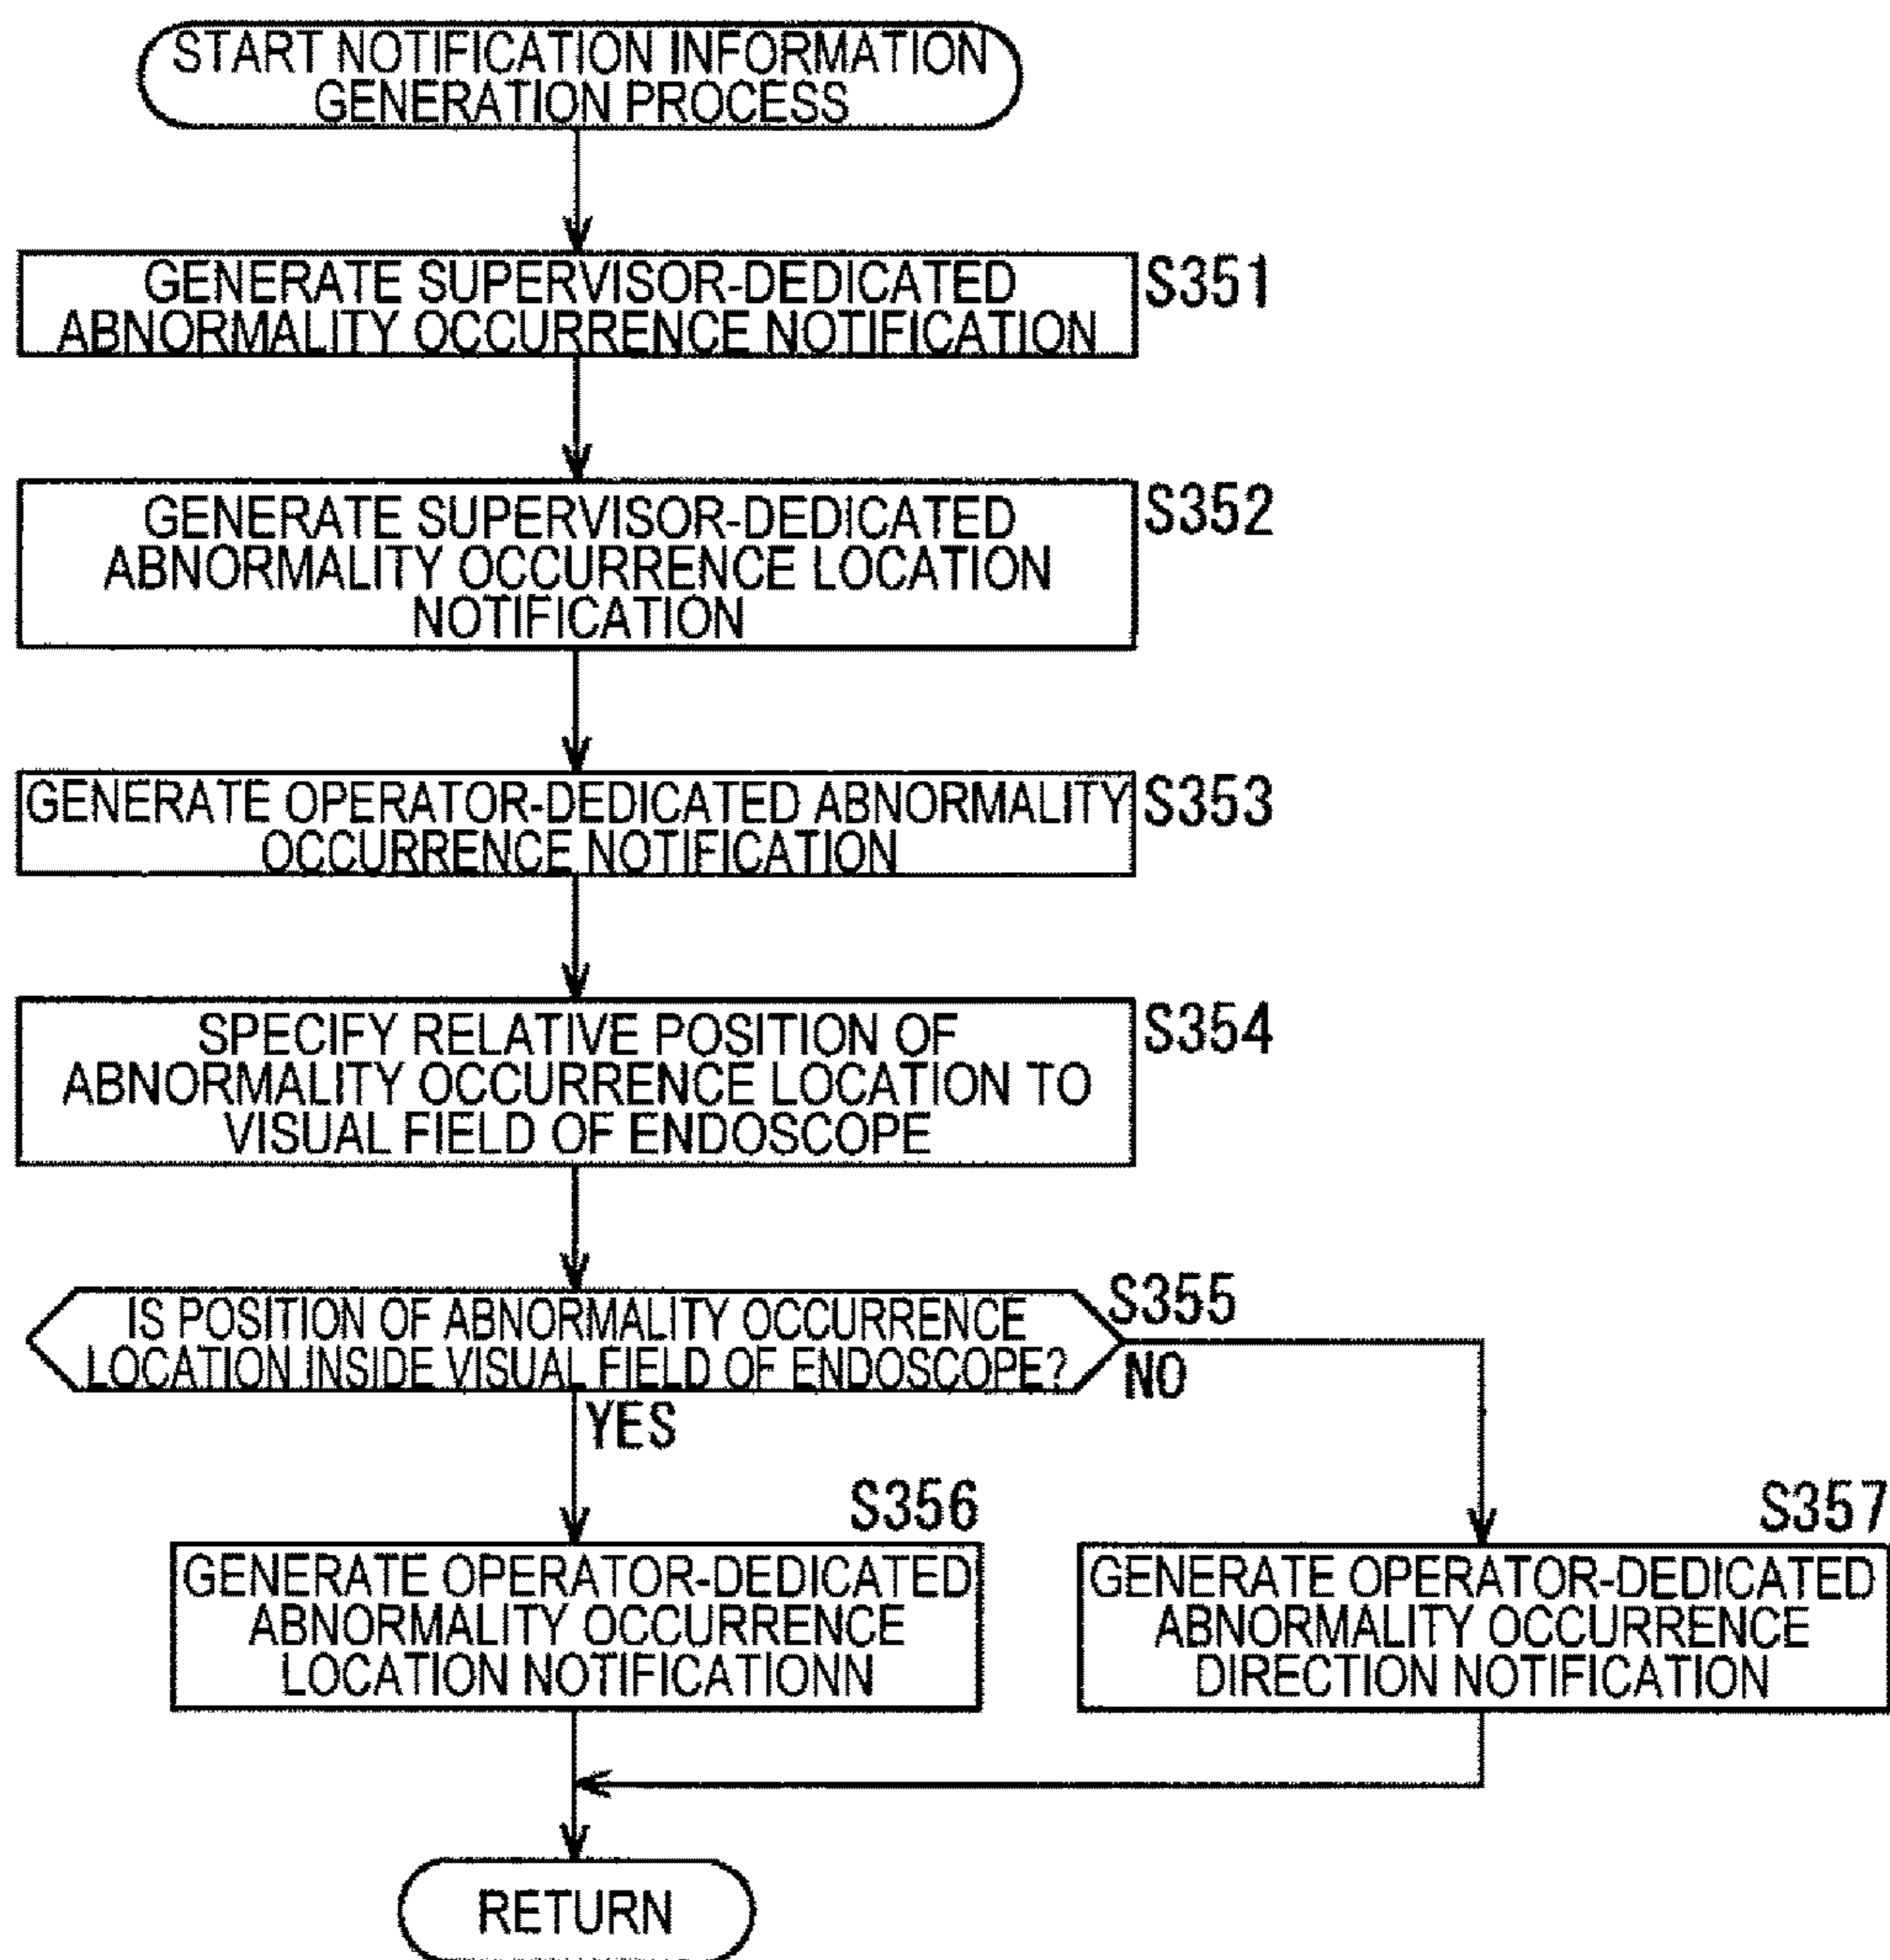 START NOTIFICATION INFORMATION
GENERATION PROCESS
GENERATE SUPERVISOR-DEDICATED
ABNORMALITY OCCURRENCE NOTIFICATION
S351
GENERATE SUPERVISOR-DEDICATED
ABNORMALITY OCCURRENCE LOCATION
NOTIFICATION
S352
GENERATE OPERATOR-DEDICATED ABNORMALITY
OCCURRENCE NOTIFICATION
S353
SPECIFY RELATIVE POSITION OF
ABNORMALITY OCCURRENCE LOCATION TO
VISUAL FIELD OF ENDOSCOPE
S354
IS POSITION OF ABNORMALITY OCCURRENCE
LOCATION INSIDE VISUAL FIELD OF ENDOSCOPE?
S355
NO
YES
S356
GENERATE OPERATOR-DEDICATED
ABNORMALITY OCCURRENCE
LOCATION NOTIFICATIONN
S357
GENERATE OPERATOR-DEDICATED
ABNORMALITY OCCURRENCE
DIRECTION NOTIFICATION
RETURN